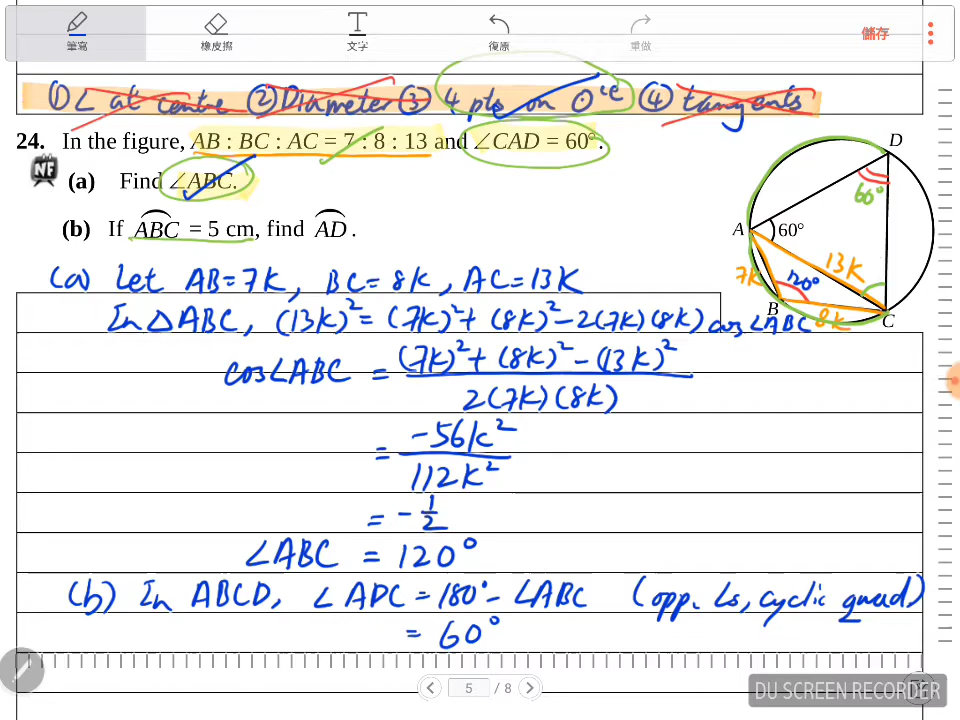 筆寫 橡皮擦 文字 復原 重做 儲存
① ∠ at centre ② Diameter ③ 4 pts on ⊙ce ④ tangents
24. In the figure, AB : BC : AC = 7 : 8 : 13 and ∠CAD = 60°.
NF (a) Find ∠ABC.
(b) If ABC = 5 cm, find AD.
D
60°
A 60°
13k
7k 120°
B 8k C
(a) Let AB=7k, BC=8k, AC=13k
In △ABC, (13k)² = (7k)² + (8k)² - 2(7k)(8k) cos∠ABC
cos∠ABC = (7k)² + (8k)² - (13k)²
2(7k)(8k)
= -56k²
112k²
= -1/2
∠ABC = 120°
(b) In ABCD, ∠ADC = 180° - ∠ABC (opp. ∠s, cyclic quad)
= 60°
5 / 8
DU SCREEN RECORDER